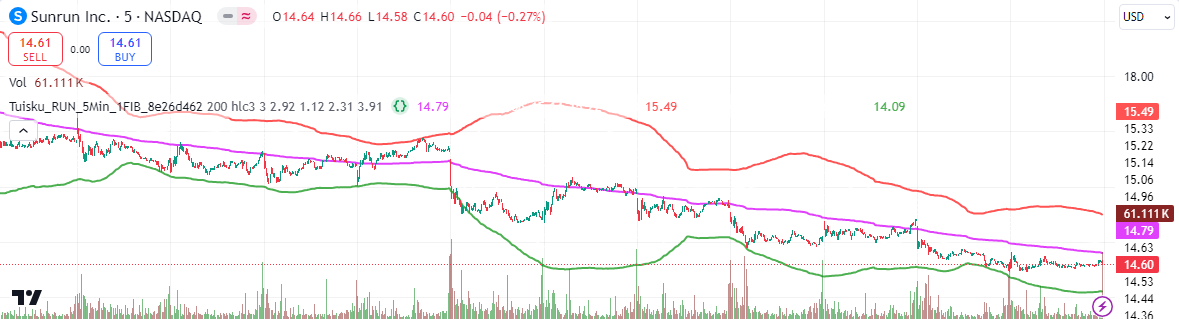 S Sunrun Inc. · 5 · NASDAQ O14.64 H14.66 L14.58 C14.60 −0.04 (−0.27%)
USD
14.61 SELL
0.00
14.61 BUY
Vol 61.111 K
Tuisku_RUN_5Min_1FIB_8e26d462 200 hlc3 3 2.92 1.12 2.31 3.91 {} 14.79 15.49 14.09
18.00
15.49
15.33
15.22
15.14
15.06
14.96
61.111 K
14.79
14.63
14.60
14.53
14.44
14.36